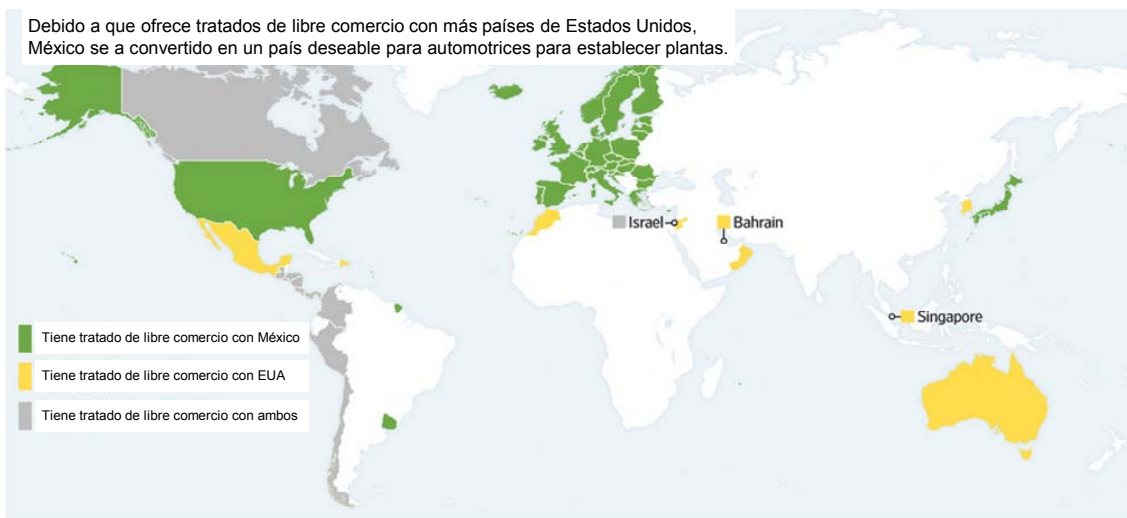 Debido a que ofrece tratados de libre comercio con más países de Estados Unidos,
México se a convertido en un país deseable para automotrices para establecer plantas.
Israel
Bahrain
Singapore
Tiene tratado de libre comercio con México
Tiene tratado de libre comercio con EUA
Tiene tratado de libre comercio con ambos